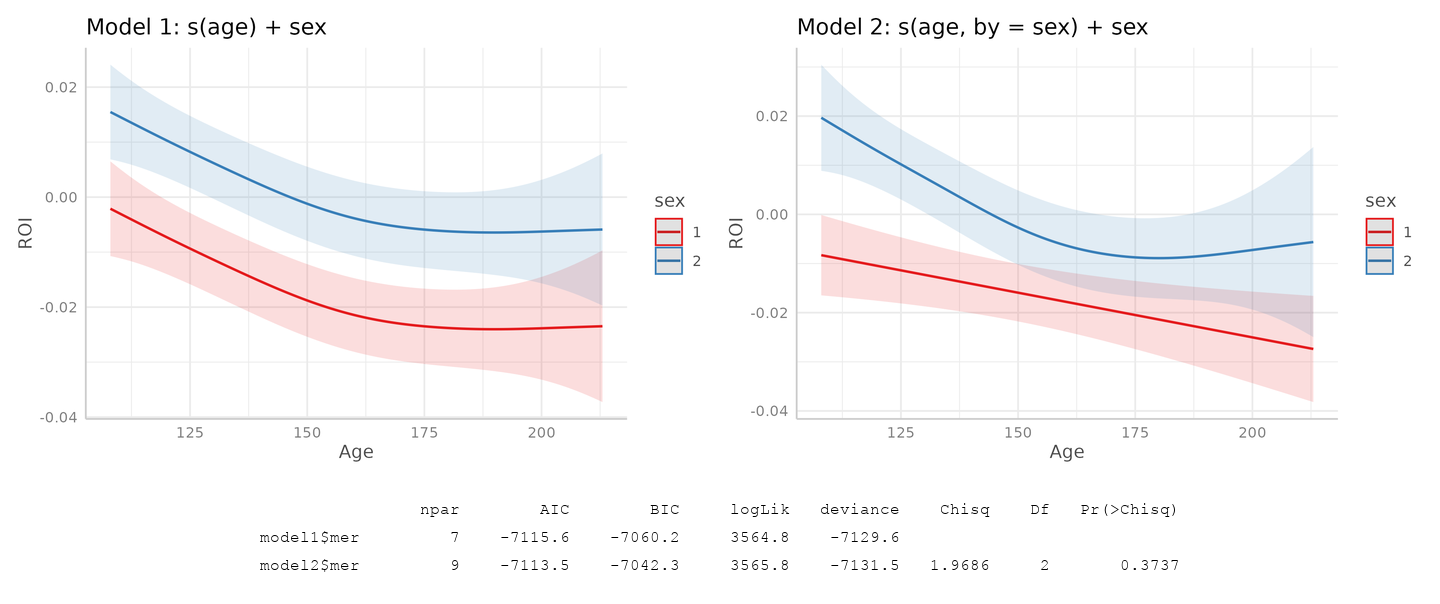 Model 1: s(age) + sex
0.02
0.00
-0.02
-0.04
ROI
125 150 175 200
Age
sex
1
2
Model 2: s(age, by = sex) + sex
0.02
0.00
-0.02
-0.04
ROI
125 150 175 200
Age
sex
1
2
npar AIC BIC logLik deviance Chisq Df Pr(>Chisq)
model1$mer 7 -7115.6 -7060.2 3564.8 -7129.6
model2$mer 9 -7113.5 -7042.3 3565.8 -7131.5 1.9686 2 0.3737